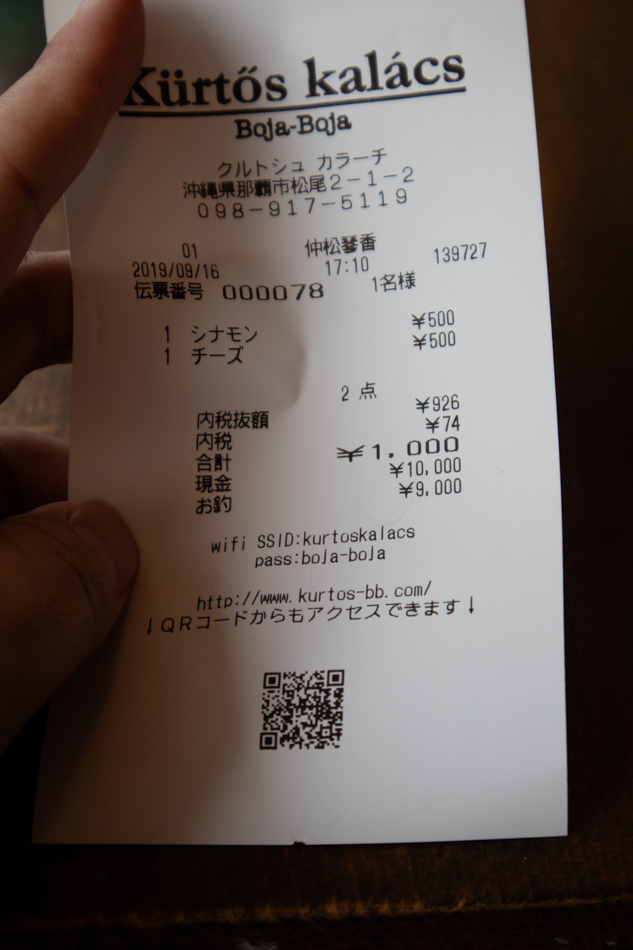 Kürtős kalács
Boja-Boja
クルトシュ カラーチ
沖縄県那覇市松尾2-1-2
098-917-5119
01 仲松琴香 139727
2019/09/16 17:10
伝票番号 000078 1名様
1 シナモン ¥500
1 チーズ ¥500
2 点
内税抜額 ¥926
内税 ¥74
合計 ¥1,000
現金 ¥10,000
お釣 ¥9,000
wifi SSID:kurtoskalacs
pass:boja-boja
http://www.kurtos-bb.com/
↓QRコードからもアクセスできます↓